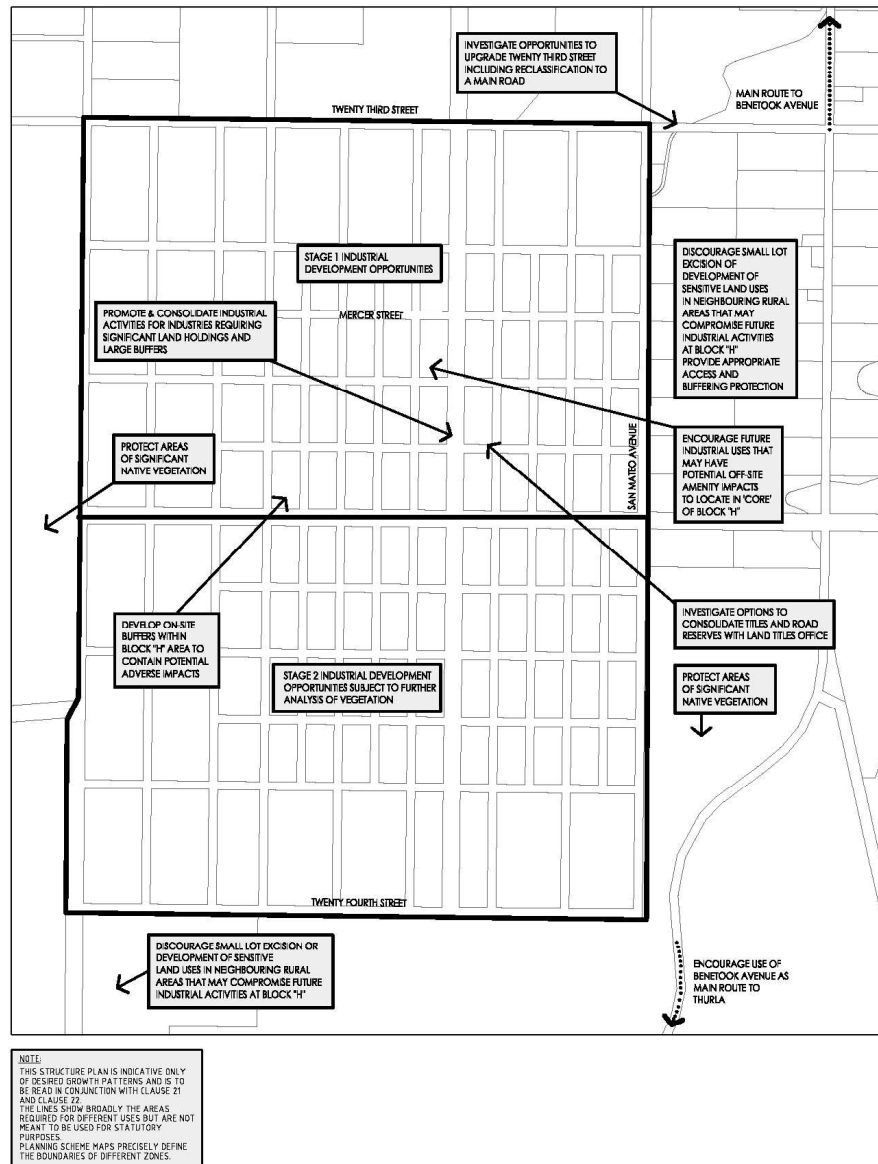 INVESTIGATE OPPORTUNITIES TO
UPGRADE TWENTY THIRD STREET
INCLUDING RECLASSIFICATION TO
A MAIN ROAD
MAIN ROUTE TO
BENETOOK AVENUE
TWENTY THIRD STREET
STAGE 1 INDUSTRIAL
DEVELOPMENT OPPORTUNITIES
DISCOURAGE SMALL LOT
EXCISION OF
DEVELOPMENT OF
SENSITIVE LAND USES
IN NEIGHBOURING RURAL
AREAS THAT MAY
COMPROMISE FUTURE
INDUSTRIAL ACTIVITIES
AT BLOCK "H"
PROVIDE APPROPRIATE
ACCESS AND
BUFFERING PROTECTION
PROMOTE & CONSOLIDATE INDUSTRIAL
ACTIVITIES FOR INDUSTRIES REQUIRING
SIGNIFICANT LAND HOLDINGS AND
LARGE BUFFERS
MERCER STREET
PROTECT AREAS
OF SIGNIFICANT
NATIVE VEGETATION
SAN MATEO AVENUE
ENCOURAGE FUTURE
INDUSTRIAL USES THAT
MAY HAVE
POTENTIAL OFF-SITE
AMENITY IMPACTS
TO LOCATE IN 'CORE'
OF BLOCK "H"
DEVELOP ON-SITE
BUFFERS WITHIN
BLOCK "H" AREA TO
CONTAIN POTENTIAL
ADVERSE IMPACTS
INVESTIGATE OPTIONS TO
CONSOLIDATE TITLES AND ROAD
RESERVES WITH LAND TITLES OFFICE
STAGE 2 INDUSTRIAL DEVELOPMENT
OPPORTUNITIES SUBJECT TO FURTHER
ANALYSIS OF VEGETATION
PROTECT AREAS
OF SIGNIFICANT
NATIVE VEGETATION
TWENTY FOURTH STREET
DISCOURAGE SMALL LOT EXCISION OR
DEVELOPMENT OF SENSITIVE
LAND USES IN NEIGHBOURING RURAL
AREAS THAT MAY COMPROMISE FUTURE
INDUSTRIAL ACTIVITIES AT BLOCK "H"
ENCOURAGE USE OF
BENETOOK AVENUE AS
MAIN ROUTE TO
THURLA
NOTE:
THIS STRUCTURE PLAN IS INDICATIVE ONLY
OF DESIRED GROWTH PATTERNS AND IS TO
BE READ IN CONJUNCTION WITH CLAUSE 21
AND CLAUSE 22.
THE LINES SHOW BROADLY THE AREAS
REQUIRED FOR DIFFERENT USES BUT ARE NOT
MEANT TO BE USED FOR STATUTORY
PURPOSES.
PLANNING SCHEME MAPS PRECISELY DEFINE
THE BOUNDARIES OF DIFFERENT ZONES.